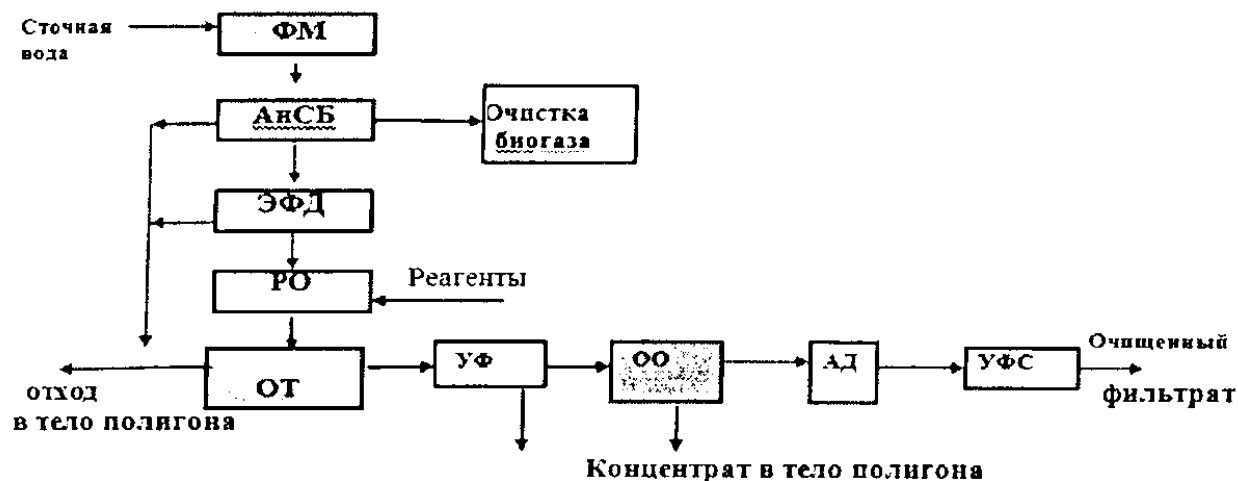 Сточная
вода
ФМ
АнСБ
Очистка
биогаза
ЭФД
РО
Реагенты
ОТ
УФ
ОО
АД
УФС
Очищенный
фильтрат
отход
в тело полигона
Концентрат в тело полигона